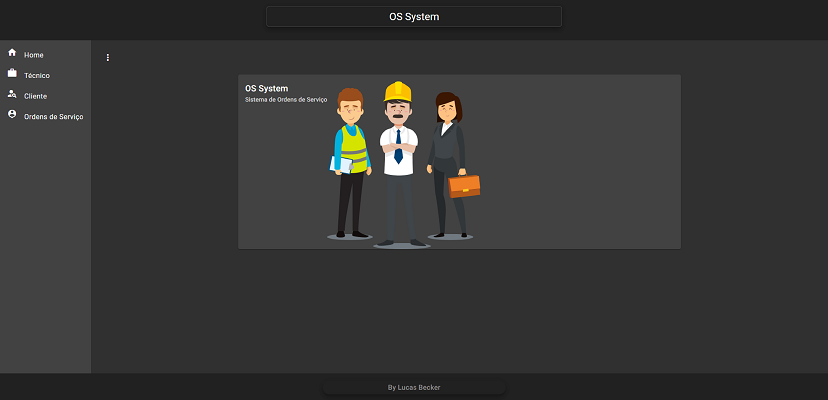 OS System
Home
Técnico
Cliente
Ordens de Serviço
OS System
Sistema de Ordens de Serviço
By Lucas Becker